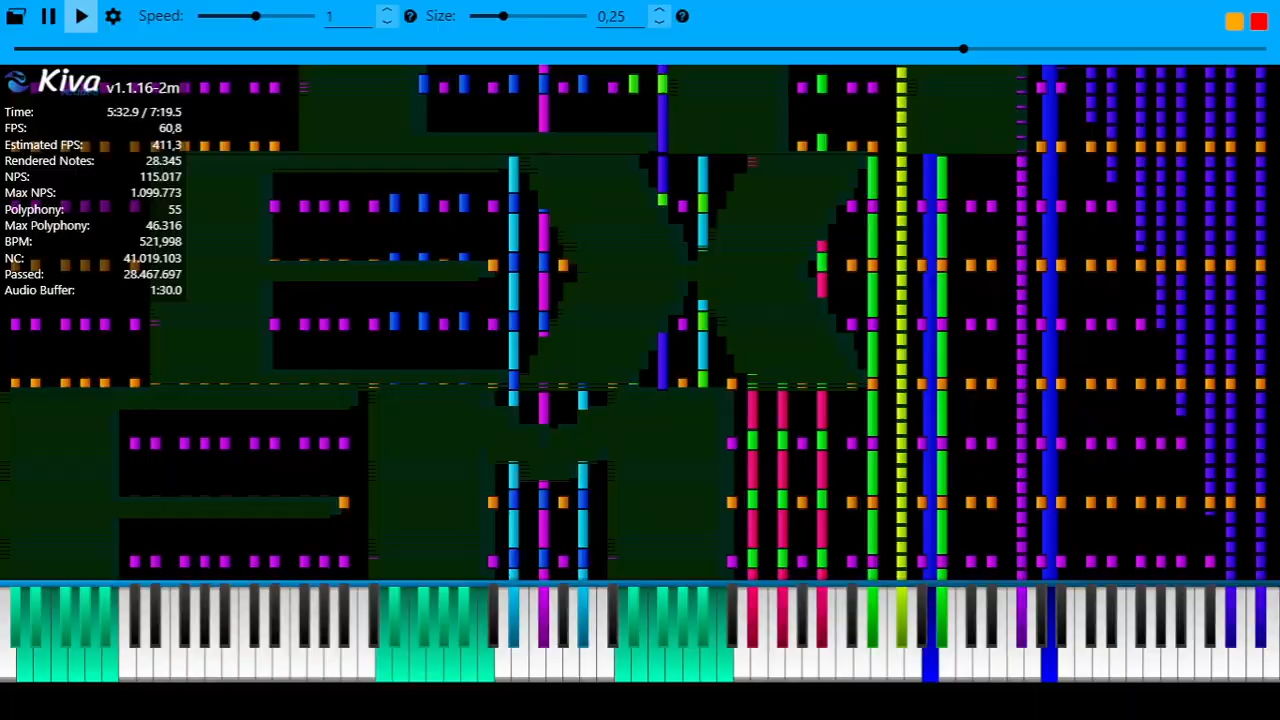 Speed: 1 Size: 0,25
Kiva v1.1.16-2m
Time: 5:32.9 / 7:19.5
FPS: 60,8
Estimated FPS: 411,3
Rendered Notes: 28.345
NPS: 115.017
Max NPS: 1.099.773
Polyphony: 55
Max Polyphony: 46.316
BPM: 521,998
NC: 41.019.103
Passed: 28.467.697
Audio Buffer: 1:30.0
EX